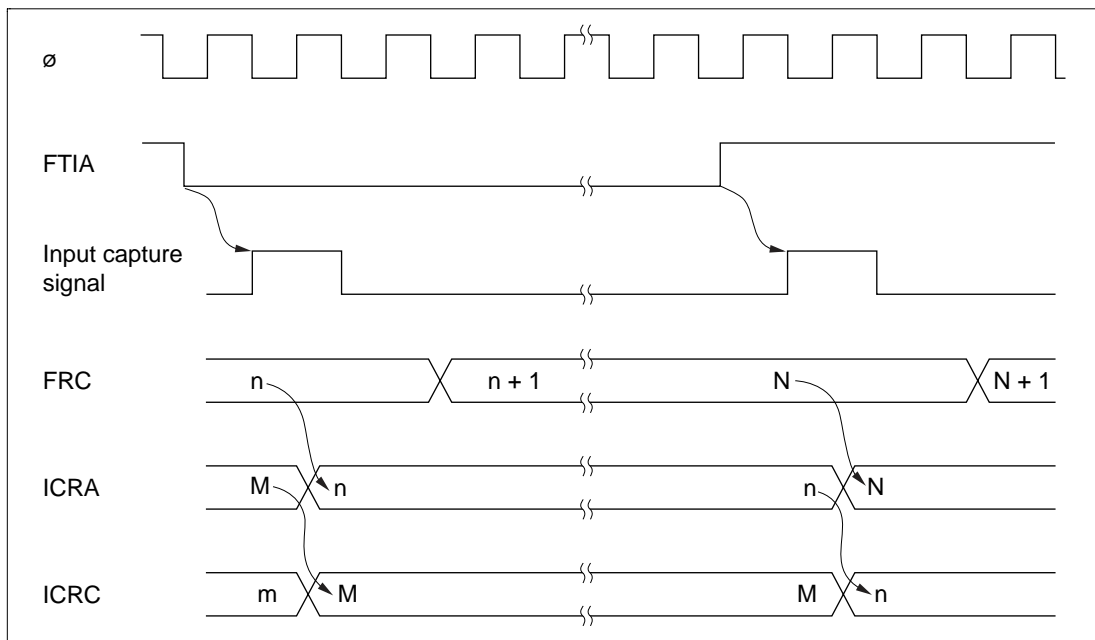 ø
FTIA
Input capture
signal
FRC n n + 1 N N + 1
ICRA M n n N
ICRC m M M n